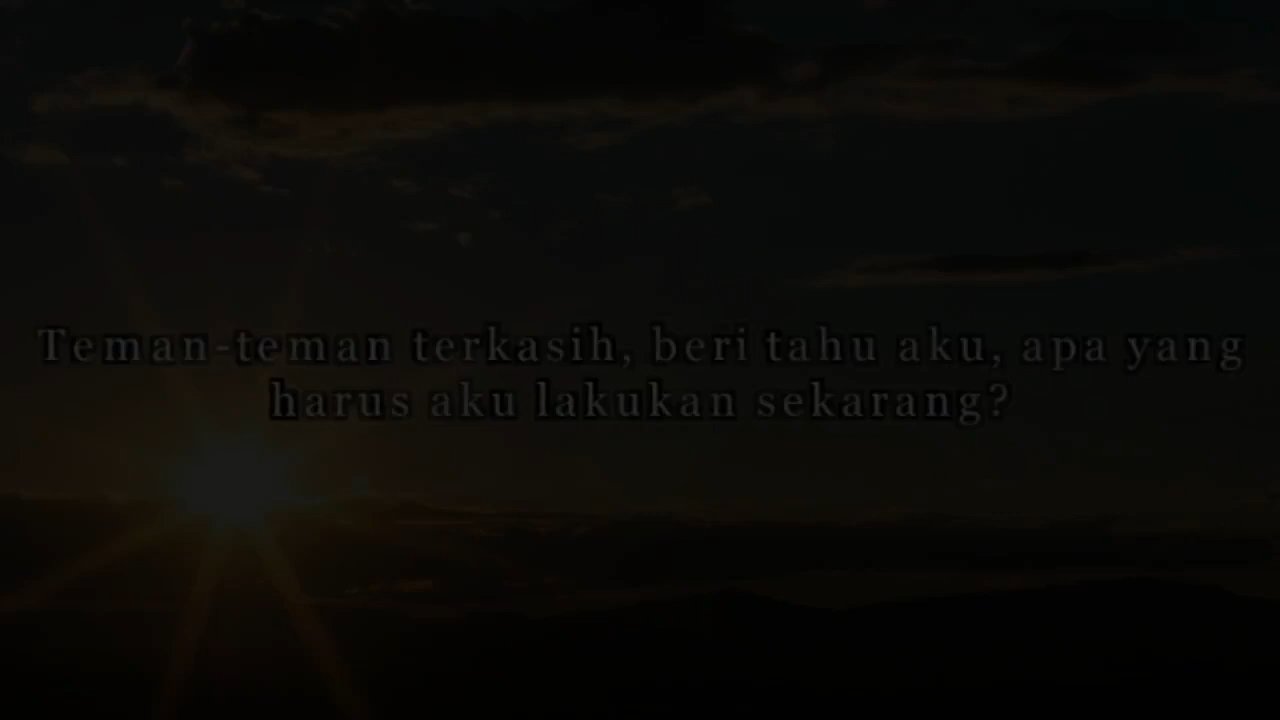 Teman-teman terkasih, beri tahu aku, apa yang
harus aku lakukan sekarang?